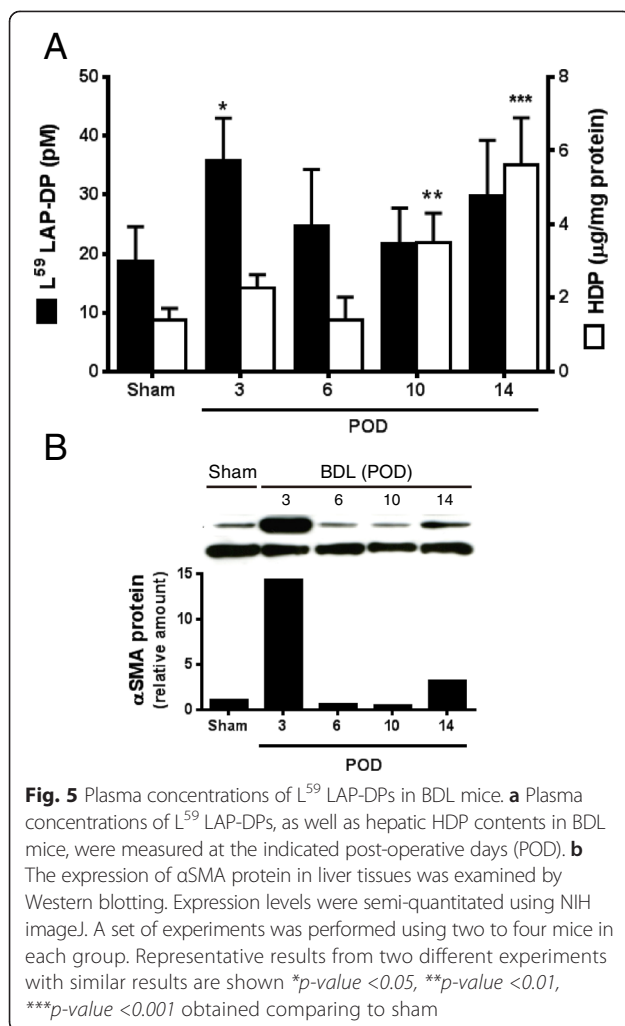 A
50
40
30
20
10
0
L⁵⁹ LAP-DP (pM)
*
**
***
8
6
4
2
0
HDP (μg/mg protein)
Sham 3 6 10 14
POD
B
Sham BDL (POD)
3 6 10 14
15
10
5
0
αSMA protein
(relative amount)
Sham 3 6 10 14
POD
Fig. 5 Plasma concentrations of L⁵⁹ LAP-DPs in BDL mice. a Plasma
concentrations of L⁵⁹ LAP-DPs, as well as hepatic HDP contents in BDL
mice, were measured at the indicated post-operative days (POD). b
The expression of αSMA protein in liver tissues was examined by
Western blotting. Expression levels were semi-quantitated using NIH
imageJ. A set of experiments was performed using two to four mice in
each group. Representative results from two different experiments
with similar results are shown *p-value <0.05, **p-value <0.01,
***p-value <0.001 obtained comparing to sham